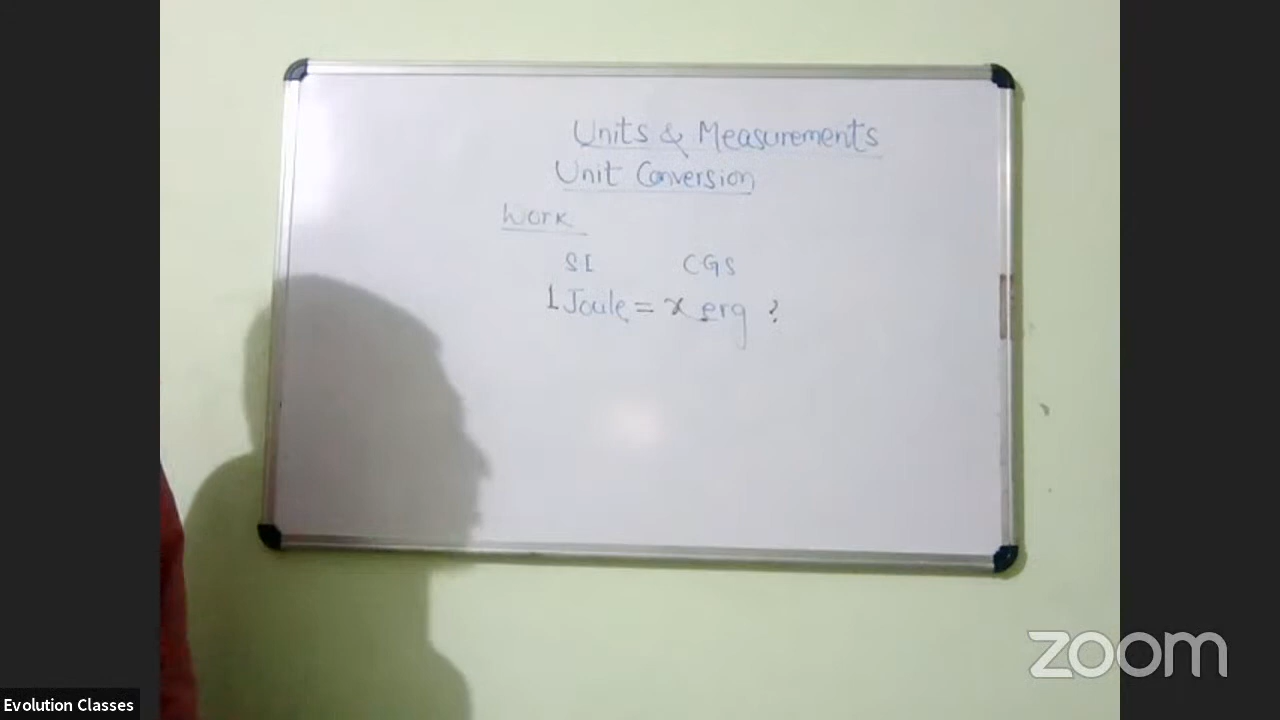 Units & Measurements
Unit Conversion
Work
SI CGS
1 Joule = x erg ?
zoom
Evolution Classes